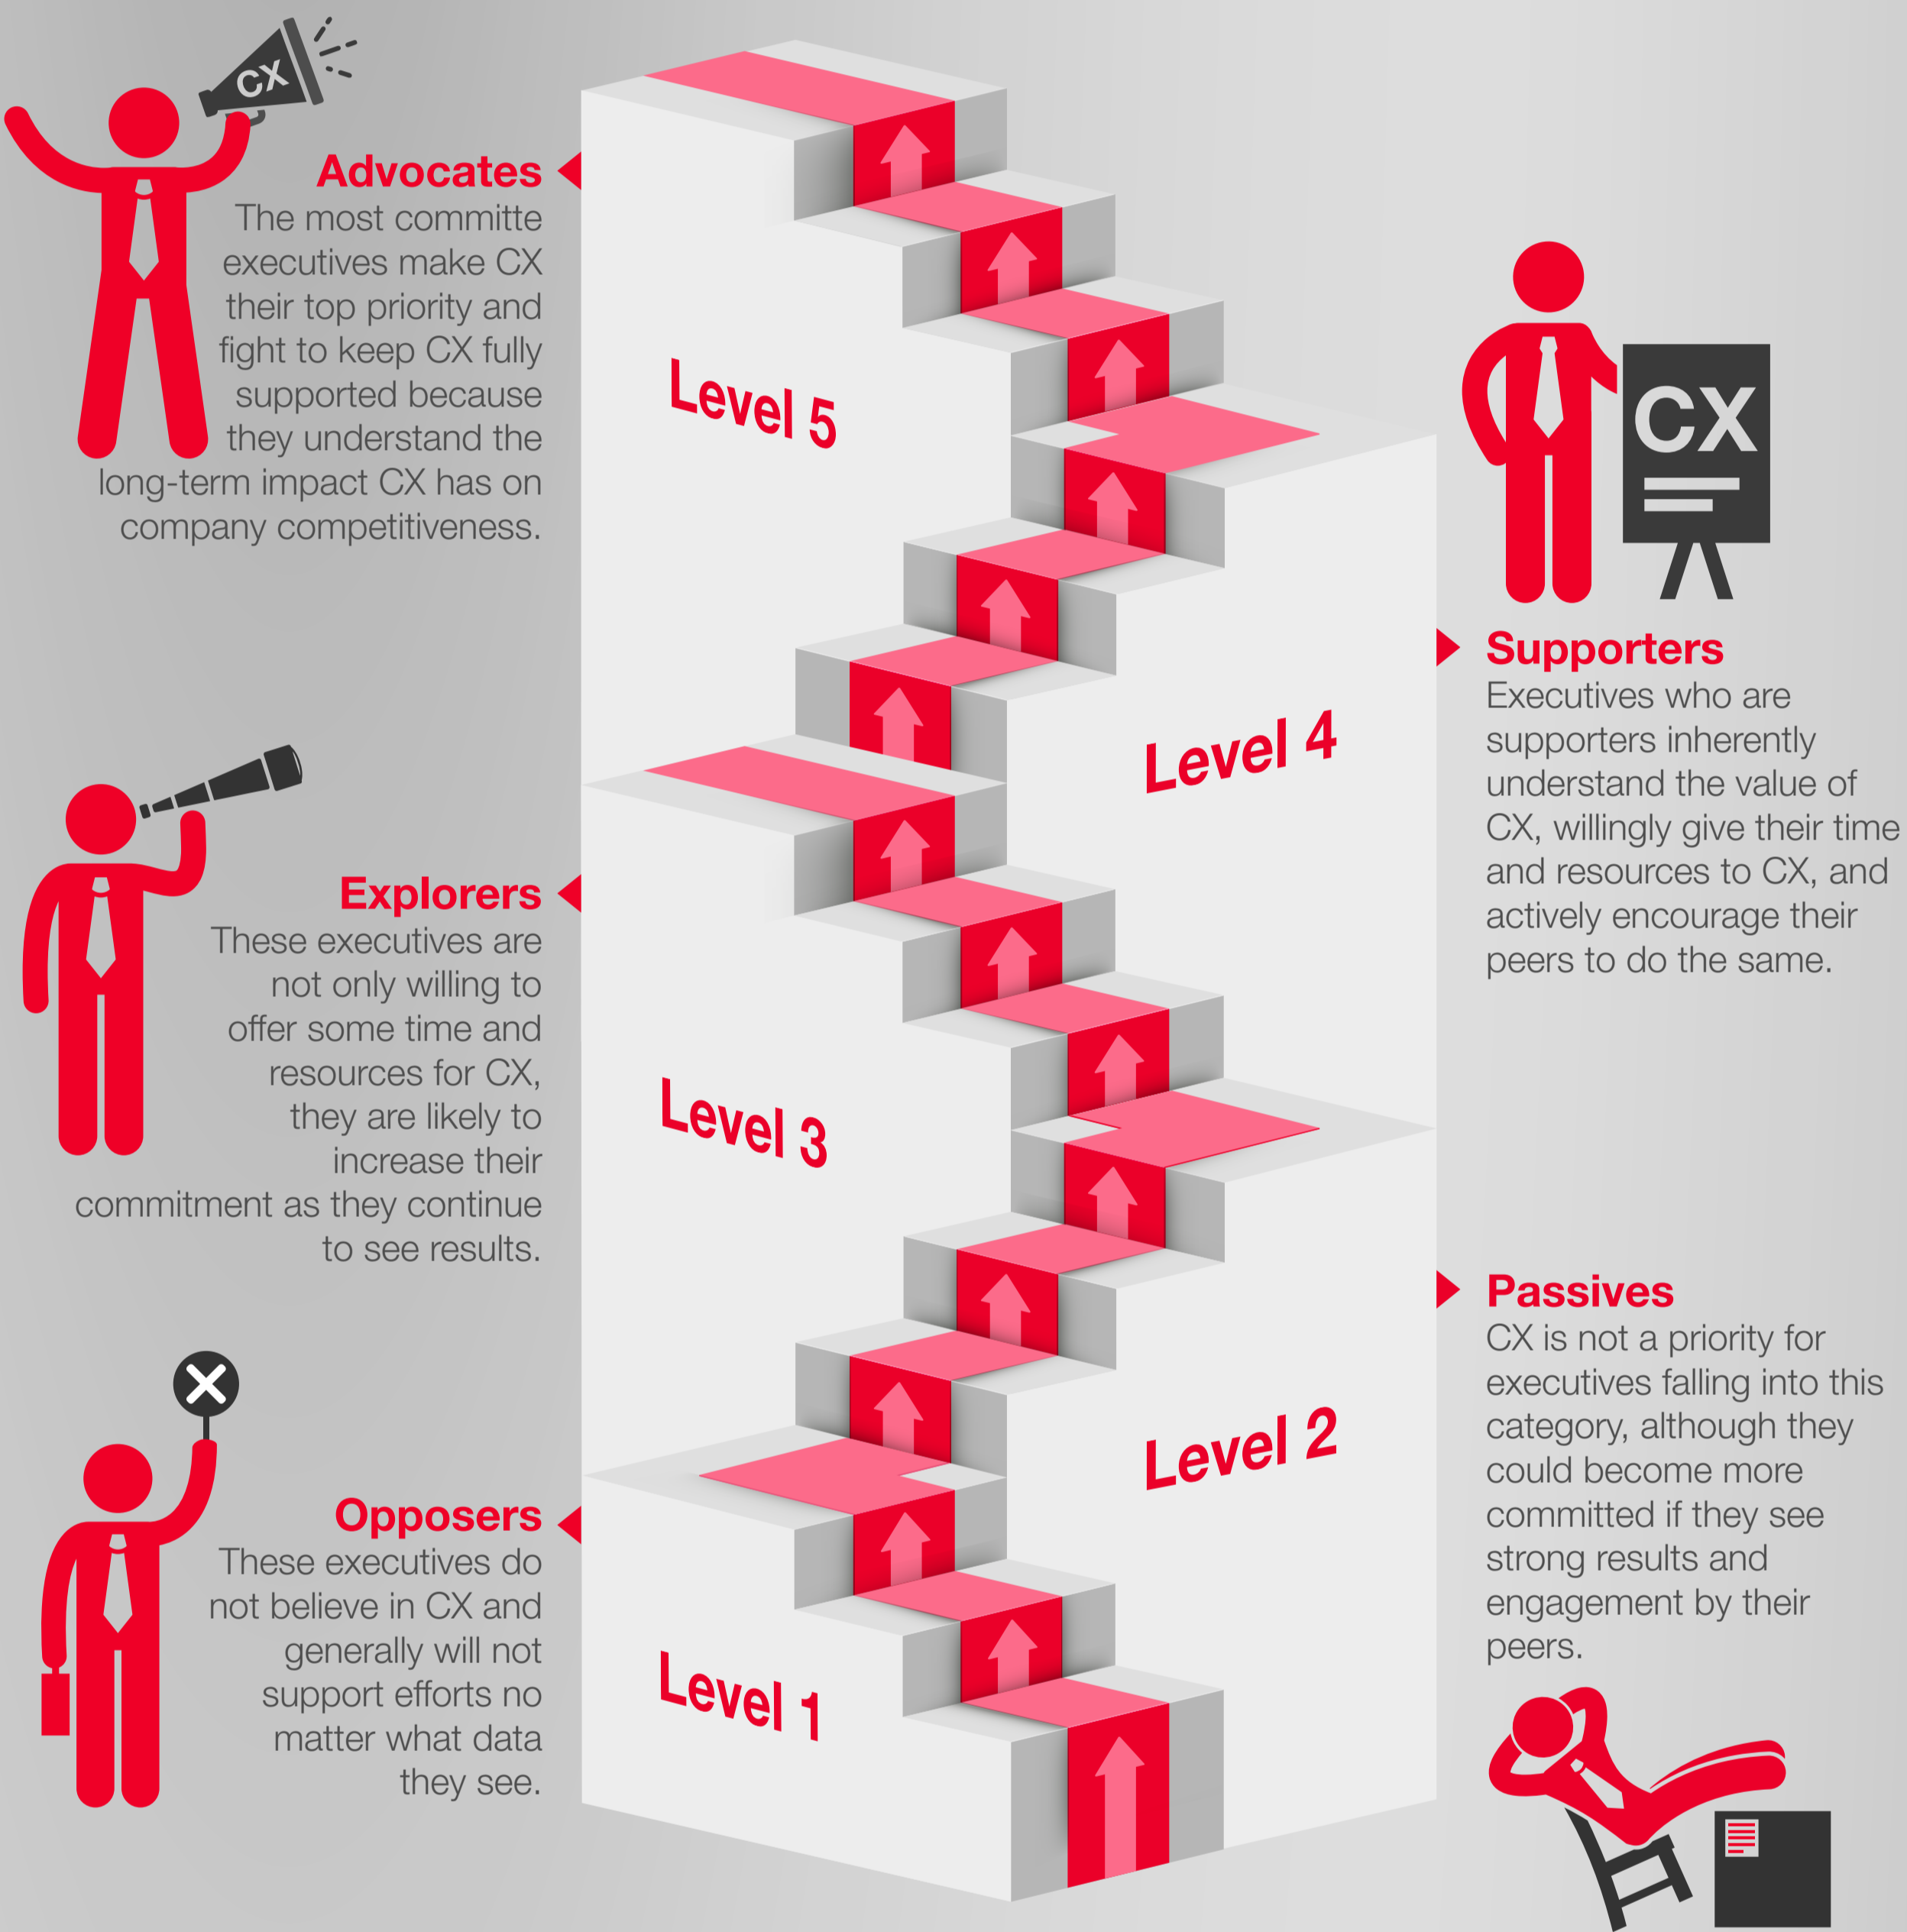 CX
Advocates
The most committe
executives make CX
their top priority and
fight to keep CX fully
supported because
they understand the
long-term impact CX has on
company competitiveness.
Level 5
CX
Supporters
Executives who are
supporters inherently
understand the value of
CX, willingly give their time
and resources to CX, and
actively encourage their
peers to do the same.
Level 4
Explorers
These executives are
not only willing to
offer some time and
resources for CX,
they are likely to
increase their
commitment as they continue
to see results.
Level 3
Passives
CX is not a priority for
executives falling into this
category, although they
could become more
committed if they see
strong results and
engagement by their
peers.
Level 2
Opposers
These executives do
not believe in CX and
generally will not
support efforts no
matter what data
they see.
Level 1